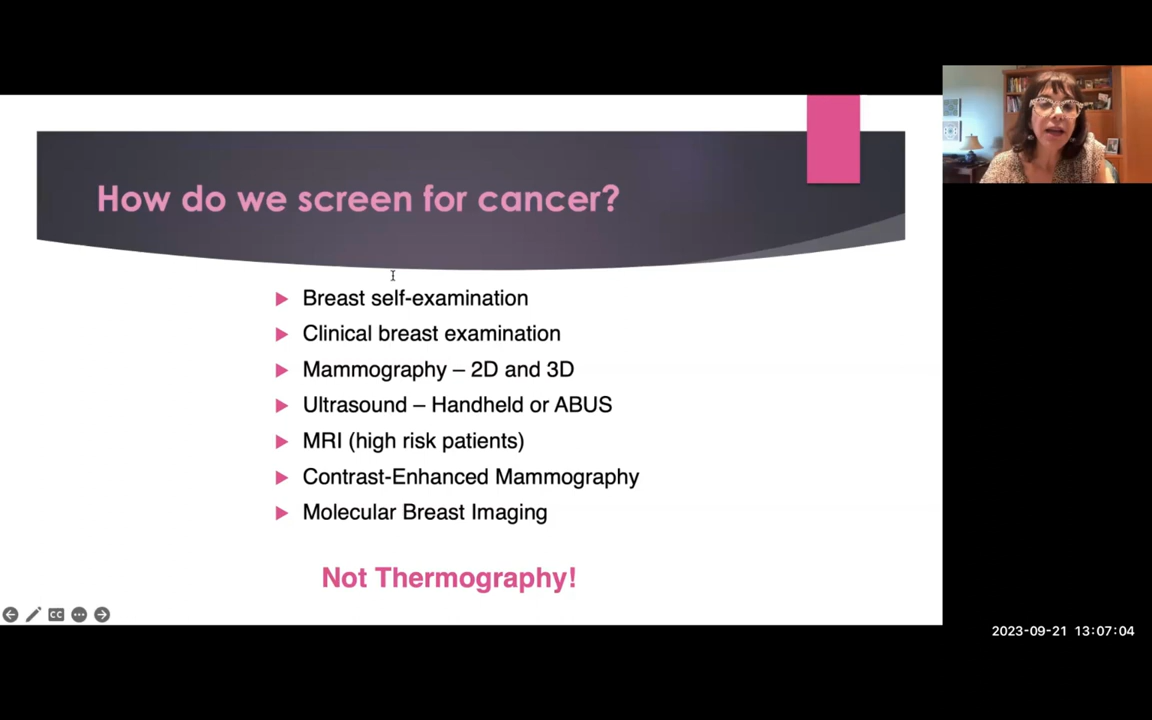 How do we screen for cancer?
Breast self-examination
Clinical breast examination
Mammography – 2D and 3D
Ultrasound – Handheld or ABUS
MRI (high risk patients)
Contrast-Enhanced Mammography
Molecular Breast Imaging
Not Thermography!
CC
2023-09-21 13:07:04